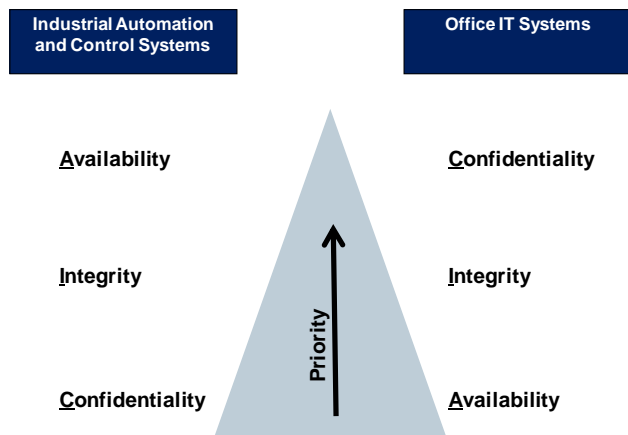 Industrial Automation
and Control Systems
Office IT Systems
Availability
Confidentiality
Integrity
Integrity
Priority
Confidentiality
Availability